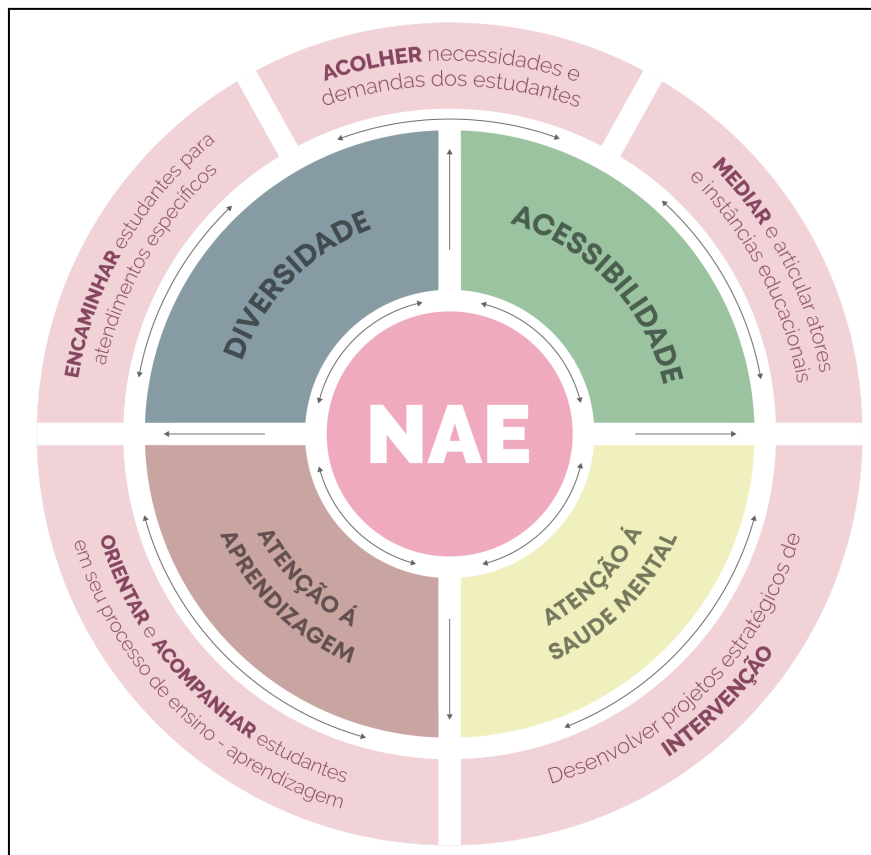 ACOLHER necessidades e
demandas dos estudantes
MEDIAR e articular atores
e instâncias educacionais
ENCAMINHAR estudantes para
atendimentos específicos
DIVERSIDADE
ACESSIBILIDADE
NAE
ATENÇÃO Á
APRENDIZAGEM
ATENÇÃO Á
SAUDE MENTAL
ORIENTAR e ACOMPANHAR estudantes
em seu processo de ensino - aprendizagem
Desenvolver projetos estratégicos de
INTERVENÇÃO